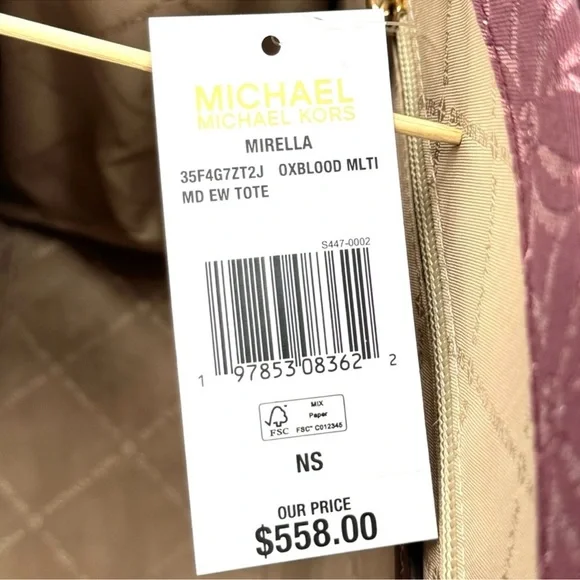 MICHAEL
MICHAEL KORS
MIRELLA
35F4G7ZT2J OXBLOOD MLTI
MD EW TOTE
S447-0002
1 97853 08362 2
FSC
MIX
Paper
FSC™ C012345
NS
OUR PRICE
$558.00